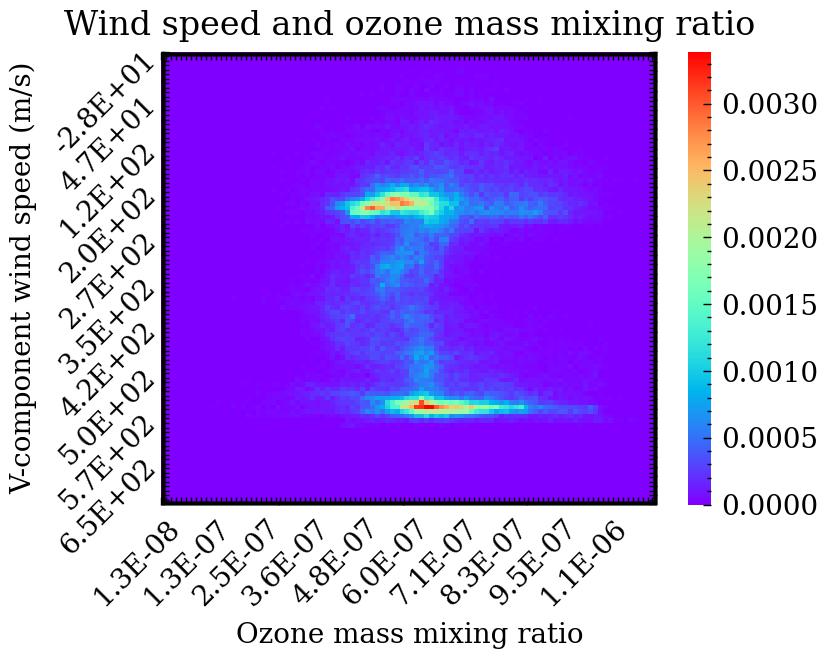 Wind speed and ozone mass mixing ratio
V-component wind speed (m/s)
-2.8E+01
4.7E+01
1.2E+02
2.0E+02
2.7E+02
3.5E+02
4.2E+02
5.0E+02
5.7E+02
6.5E+02
1.3E-08
1.3E-07
2.5E-07
3.6E-07
4.8E-07
6.0E-07
7.1E-07
8.3E-07
9.5E-07
1.1E-06
Ozone mass mixing ratio
0.0030
0.0025
0.0020
0.0015
0.0010
0.0005
0.0000